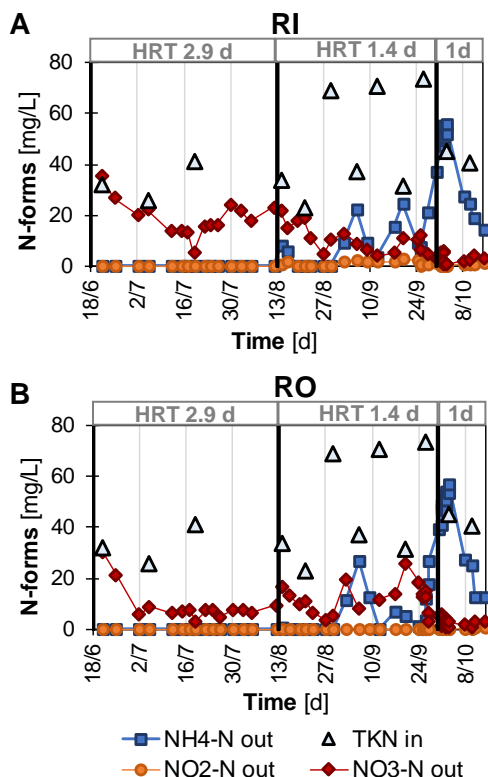 A
RI
HRT 2.9 d
HRT 1.4 d
1d
N-forms [mg/L]
80
60
40
20
0
18/6
2/7
16/7
30/7
13/8
27/8
10/9
24/9
8/10
Time [d]
B
RO
HRT 2.9 d
HRT 1.4 d
1d
N-forms [mg/L]
80
60
40
20
0
18/6
2/7
16/7
30/7
13/8
27/8
10/9
24/9
8/10
Time [d]
NH4-N out
TKN in
NO2-N out
NO3-N out